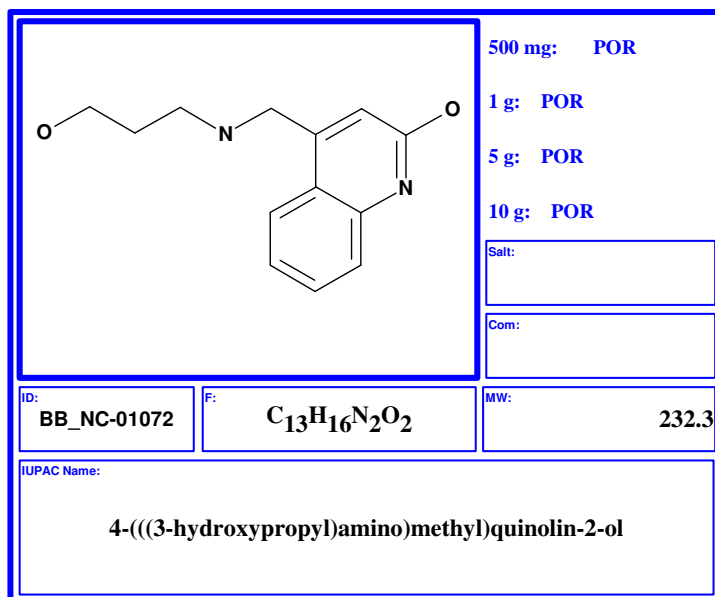 500 mg: POR
1 g: POR
5 g: POR
10 g: POR
O
N
O
N
Salt:
Com:
ID:
BB_NC-01072
F:
C13H16N2O2
MW:
232.3
IUPAC Name:
4-(((3-hydroxypropyl)amino)methyl)quinolin-2-ol